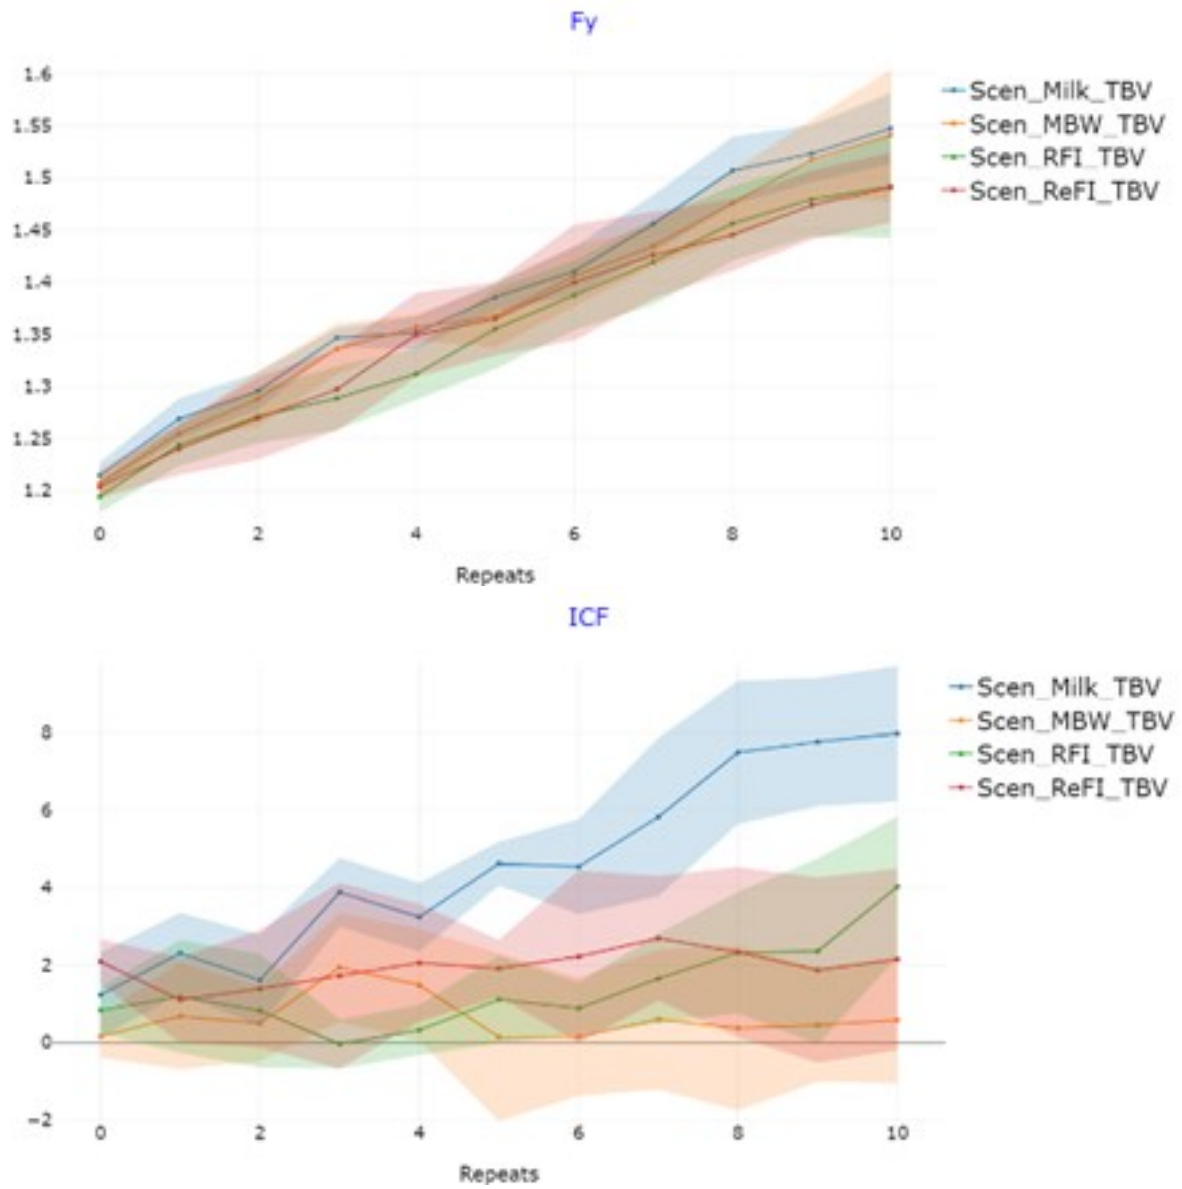 Fy
1.6
1.55
1.5
1.45
1.4
1.35
1.3
1.25
1.2
0 2 4 6 8 10
Repeats
Scen_Milk_TBV
Scen_MBW_TBV
Scen_RFI_TBV
Scen_ReFI_TBV
ICF
8
6
4
2
0
−2
0 2 4 6 8 10
Repeats
Scen_Milk_TBV
Scen_MBW_TBV
Scen_RFI_TBV
Scen_ReFI_TBV